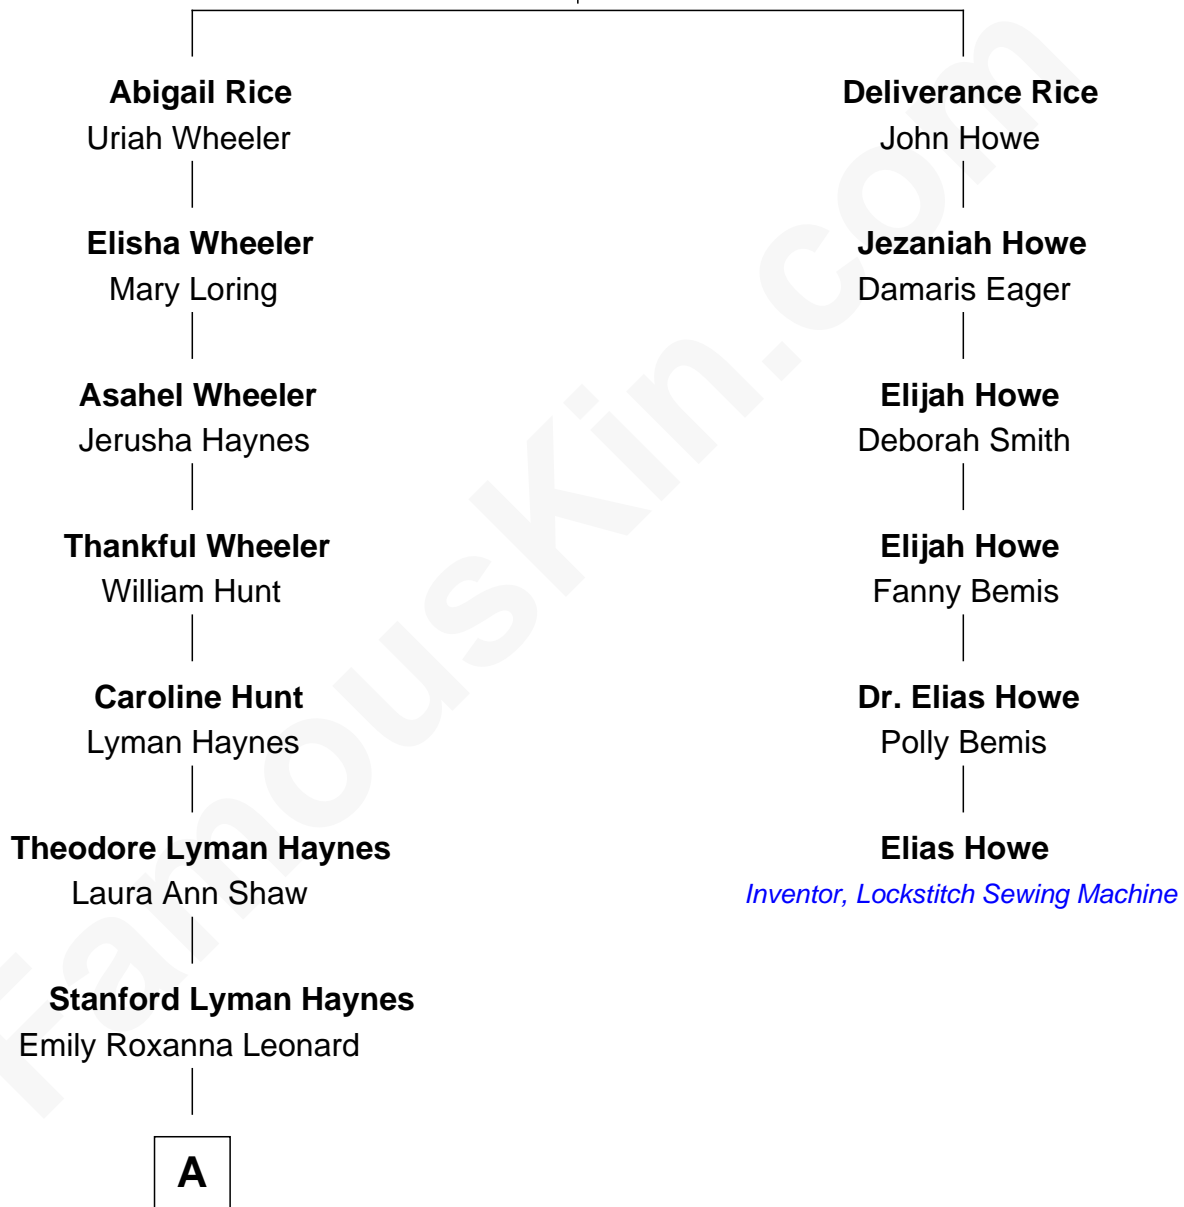 Abigail Rice
Uriah Wheeler
Deliverance Rice
John Howe
Elisha Wheeler
Mary Loring
Jezaniah Howe
Damaris Eager
Asahel Wheeler
Jerusha Haynes
Elijah Howe
Deborah Smith
Thankful Wheeler
William Hunt
Elijah Howe
Fanny Bemis
Caroline Hunt
Lyman Haynes
Dr. Elias Howe
Polly Bemis
Theodore Lyman Haynes
Laura Ann Shaw
Elias Howe
Inventor, Lockstitch Sewing Machine
Stanford Lyman Haynes
Emily Roxanna Leonard
A
FamousKin.com